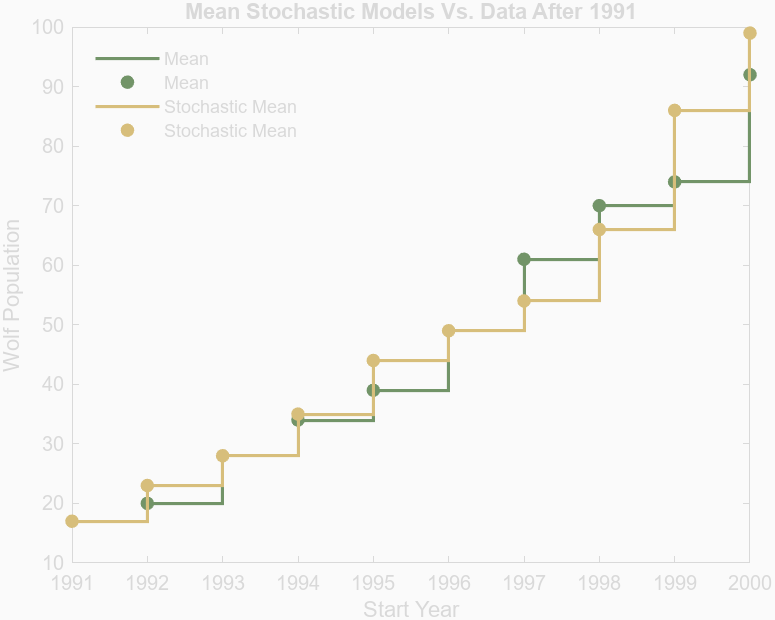 Mean Stochastic Models Vs. Data After 1991
100
90
80
70
60
50
40
30
20
10
Wolf Population
Mean
Mean
Stochastic Mean
Stochastic Mean
1991 1992 1993 1994 1995 1996 1997 1998 1999 2000
Start Year